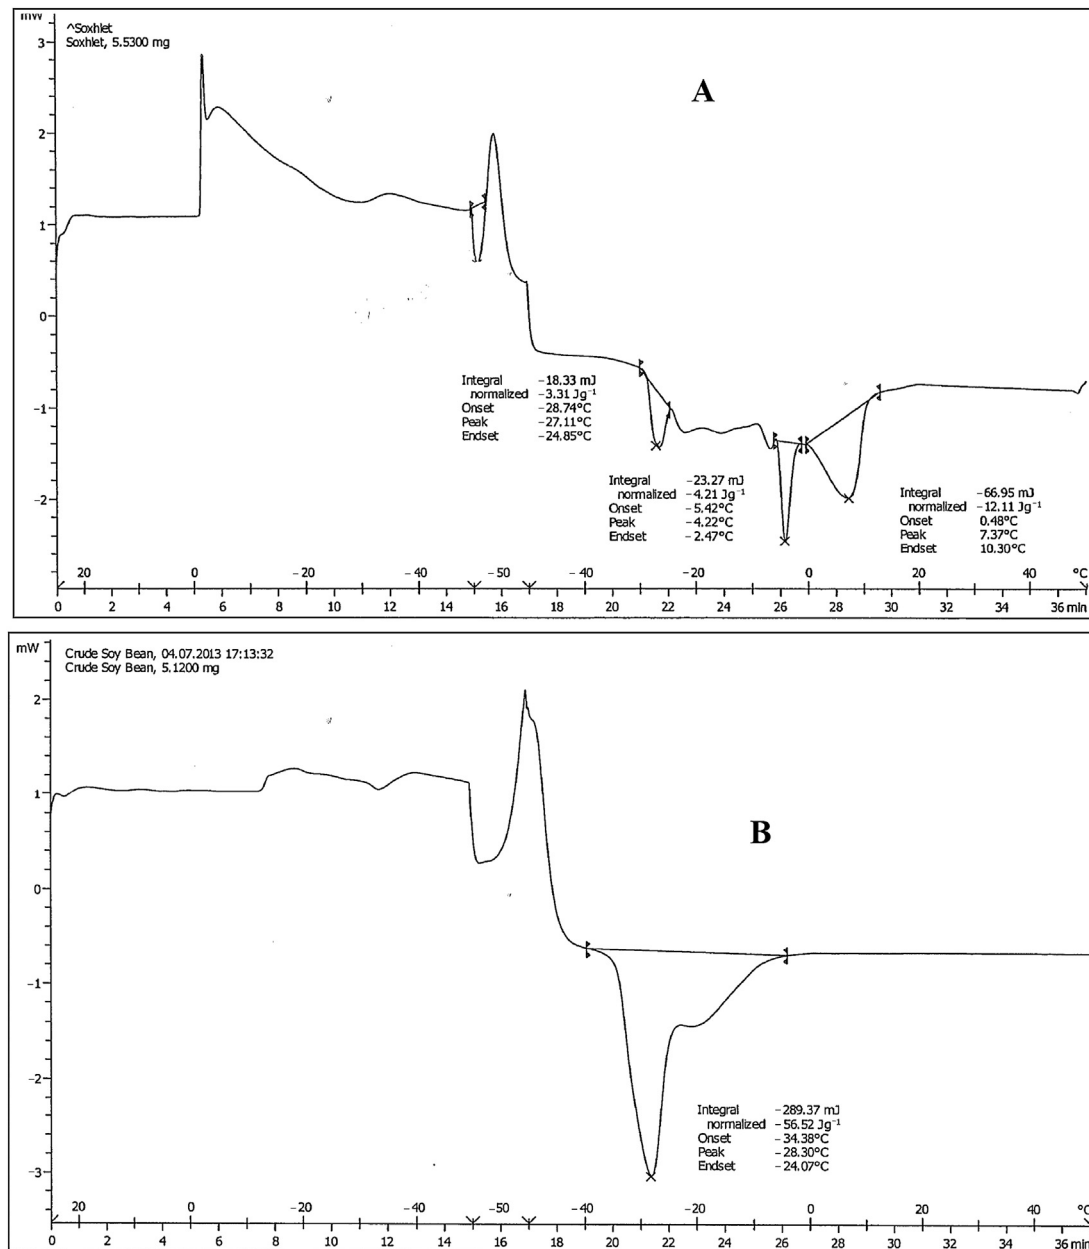 mW
^Soxhlet
Soxhlet, 5.5300 mg
A
3
2
1
0
−1
−2
Integral −18.33 mJ
normalized −3.31 Jg⁻¹
Onset −28.74°C
Peak −27.11°C
Endset −24.85°C
Integral −23.27 mJ
normalized −4.21 Jg⁻¹
Onset −5.42°C
Peak −4.22°C
Endset −2.47°C
Integral −66.95 mJ
normalized −12.11 Jg⁻¹
Onset 0.48°C
Peak 7.37°C
Endset 10.30°C
20 0 −20 −40 −50 −40 −20 0 20 40 °C
0 2 4 6 8 10 12 14 16 18 20 22 24 26 28 30 32 34 36 min
mW
Crude Soy Bean, 04.07.2013 17:13:32
Crude Soy Bean, 5.1200 mg
B
2
1
0
−1
−2
−3
Integral −289.37 mJ
normalized −56.52 Jg⁻¹
Onset −34.38°C
Peak −28.30°C
Endset −24.07°C
20 0 −20 −40 −50 −40 −20 0 20 40 °C
0 2 4 6 8 10 12 14 16 18 20 22 24 26 28 30 32 34 36 min